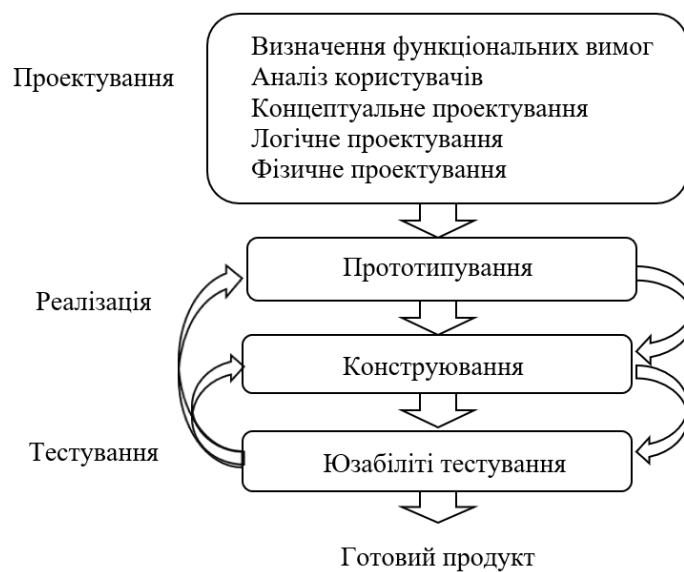 Проектування
Визначення функціональних вимог
Аналіз користувачів
Концептуальне проектування
Логічне проектування
Фізичне проектування
Прототипування
Реалізація
Конструювання
Тестування
Юзабіліті тестування
Готовий продукт